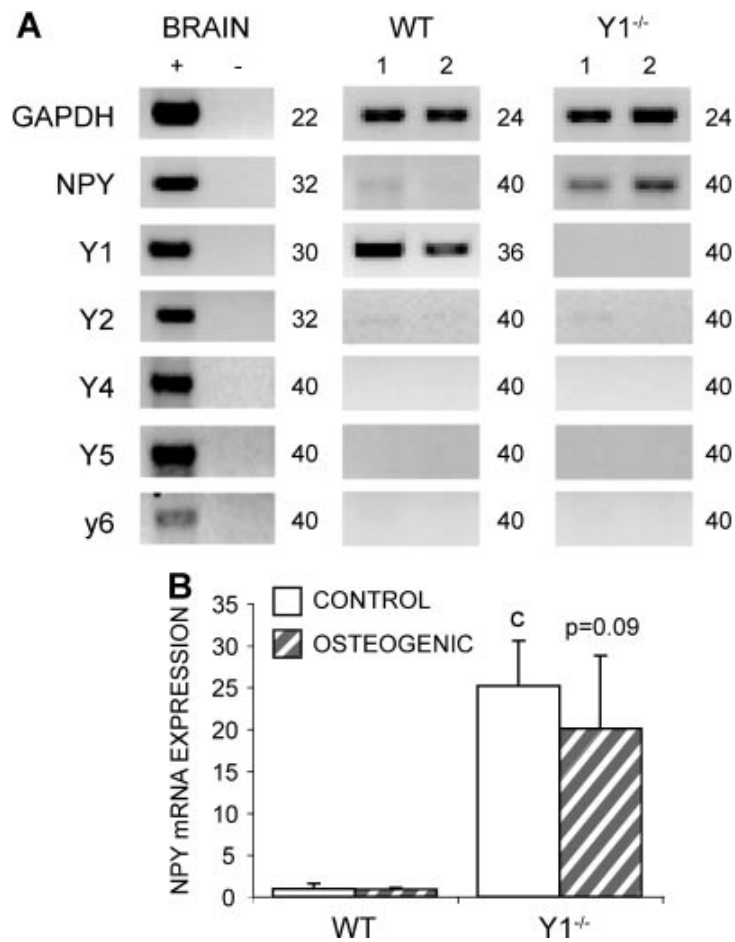 A BRAIN WT Y1-/-
+ - 1 2 1 2
GAPDH 22 24 24
NPY 32 40 40
Y1 30 36 40
Y2 32 40 40
Y4 40 40 40
Y5 40 40 40
y6 40 40 40
B
CONTROL
OSTEOGENIC
NPY mRNA EXPRESSION
35
30
25
20
15
10
5
0
c
p=0.09
WT Y1-/-